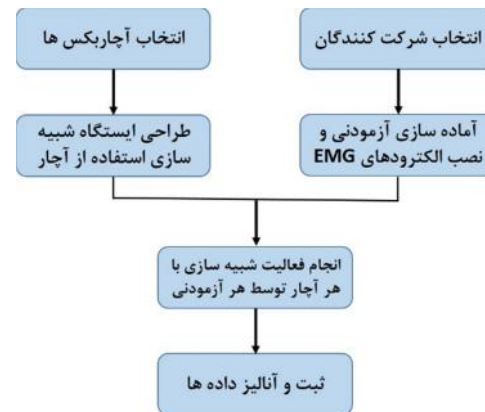 انتخاب شرکت کنندگان
انتخاب آچاربکس ها
آماده سازی آزمودنی و
نصب الکترودهای EMG
طراحی ایستگاه شبیه
سازی استفاده از آچار
انجام فعالیت شبیه سازی با
هر آچار توسط هر آزمودنی
ثبت و آنالیز داده ها